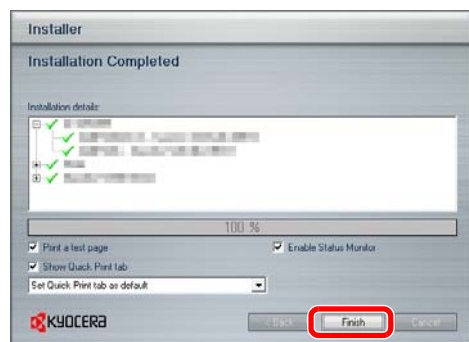 Installer
Installation Completed
Installation details:
100 %
Print a test page
Enable Status Monitor
Show Quick Print tab
Set Quick Print tab as default
KYOCERA
< Back
Finish
Cancel